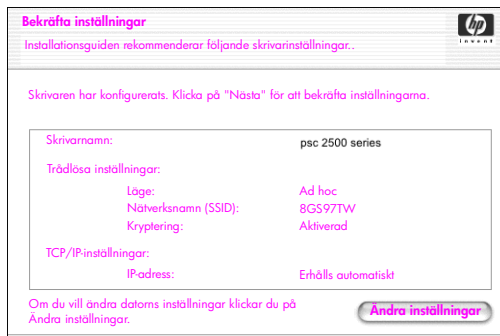 Bekräfta inställningar
hp
invent
Installationsguiden rekommenderar följande skrivarinställningar..
Skrivaren har konfigurerats. Klicka på "Nästa" för att bekräfta inställningarna.
Skrivarnamn: psc 2500 series
Trådlösa inställningar:
Läge: Ad hoc
Nätverksnamn (SSID): 8GS97TW
Kryptering: Aktiverad
TCP/IP-inställningar:
IP-adress: Erhålls automatiskt
Om du vill ändra datorns inställningar klickar du på
Ändra inställningar.
Ändra inställningar